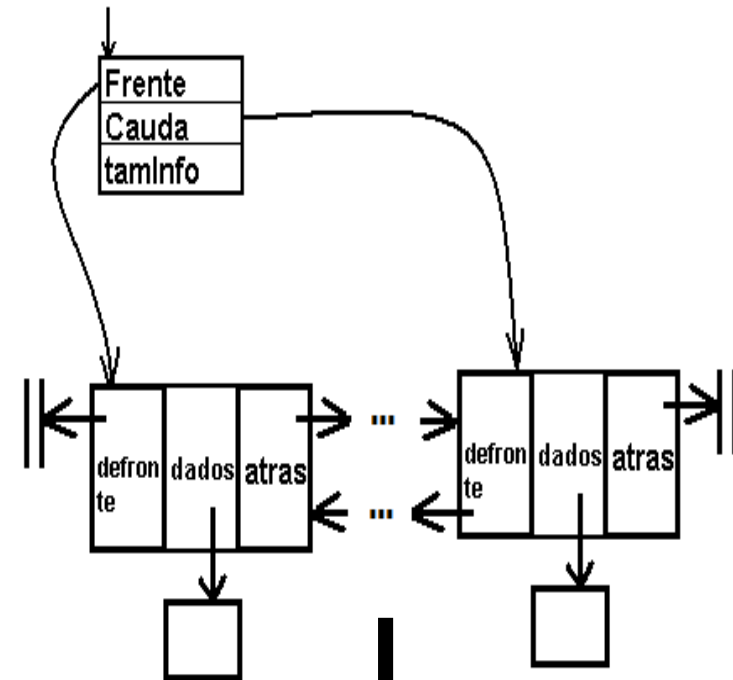 Frente
Cauda
tamInfo
...
...
defron
te
dados
atras
defron
te
dados
atras